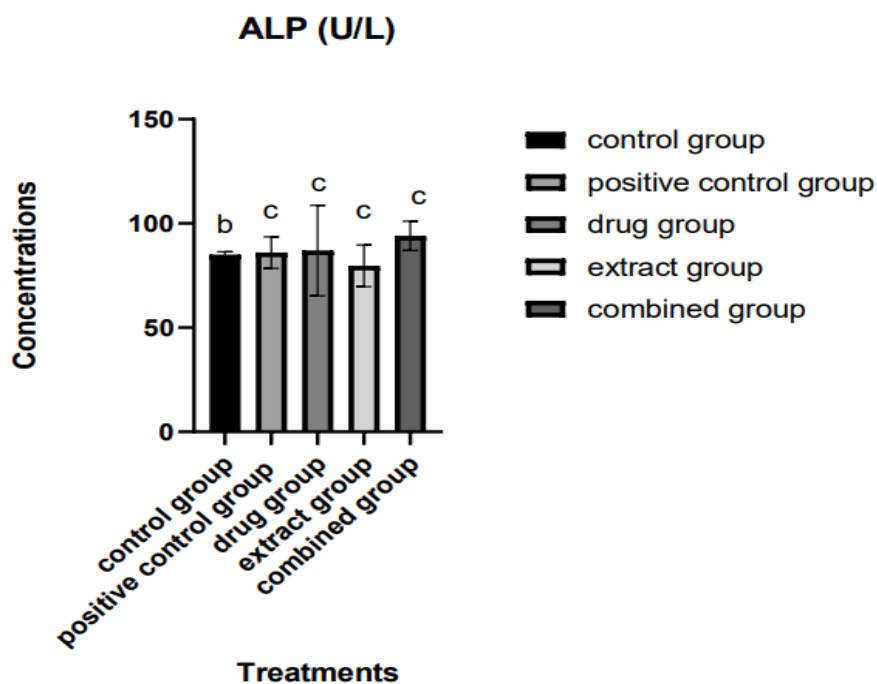 ALP (U/L)
150
100
50
0
Concentrations
b
c
c
c
c
control group
positive control group
drug group
extract group
combined group
Treatments
control group
positive control group
drug group
extract group
combined group